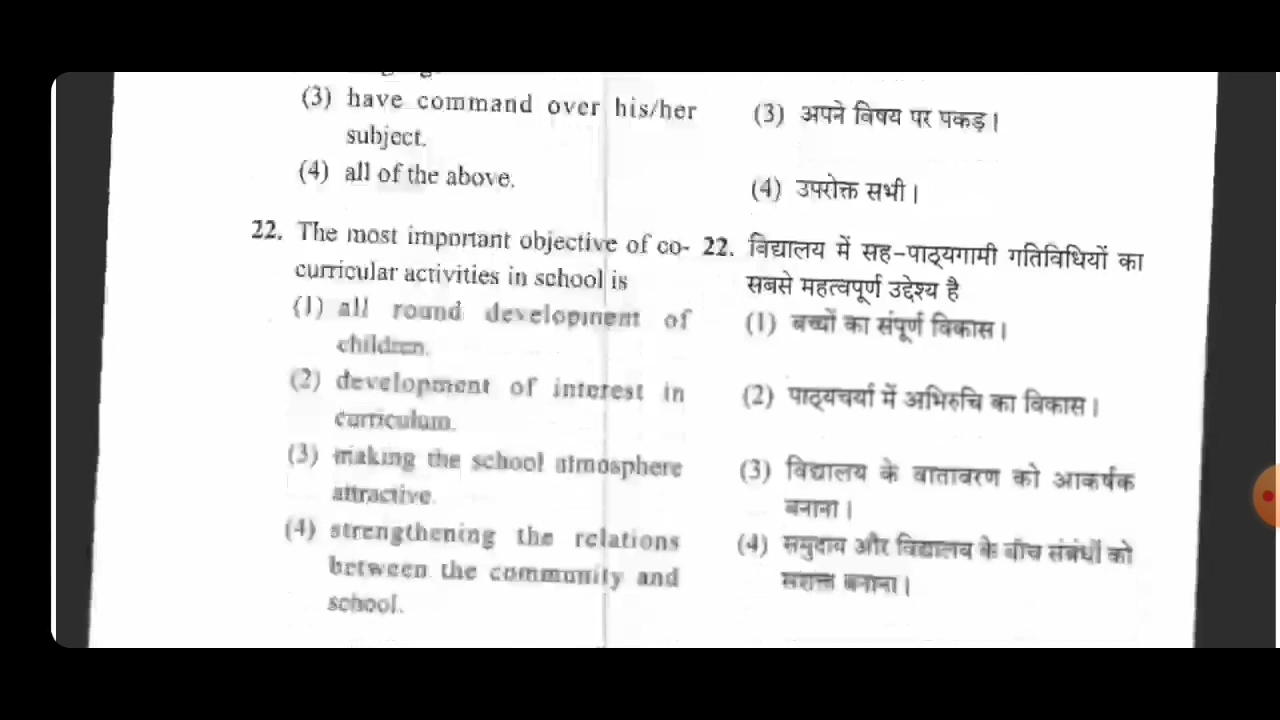 (3) have command over his/her
subject.
(4) all of the above.
22. The most important objective of co-
curricular activities in school is
(1) all round development of
children.
(2) development of interest in
curriculum.
(3) making the school atmosphere
attractive.
(4) strengthening the relations
between the community and
school.
(3) अपने विषय पर पकड़।
(4) उपरोक्त सभी।
22. विद्यालय में सह-पाठ्यगामी गतिविधियों का
सबसे महत्वपूर्ण उद्देश्य है
(1) बच्चों का संपूर्ण विकास।
(2) पाठ्यचर्या में अभिरुचि का विकास।
(3) विद्यालय के वातावरण को आकर्षक
बनाना।
(4) समुदाय और विद्यालय के बीच संबंधों को
सशक्त बनाना।